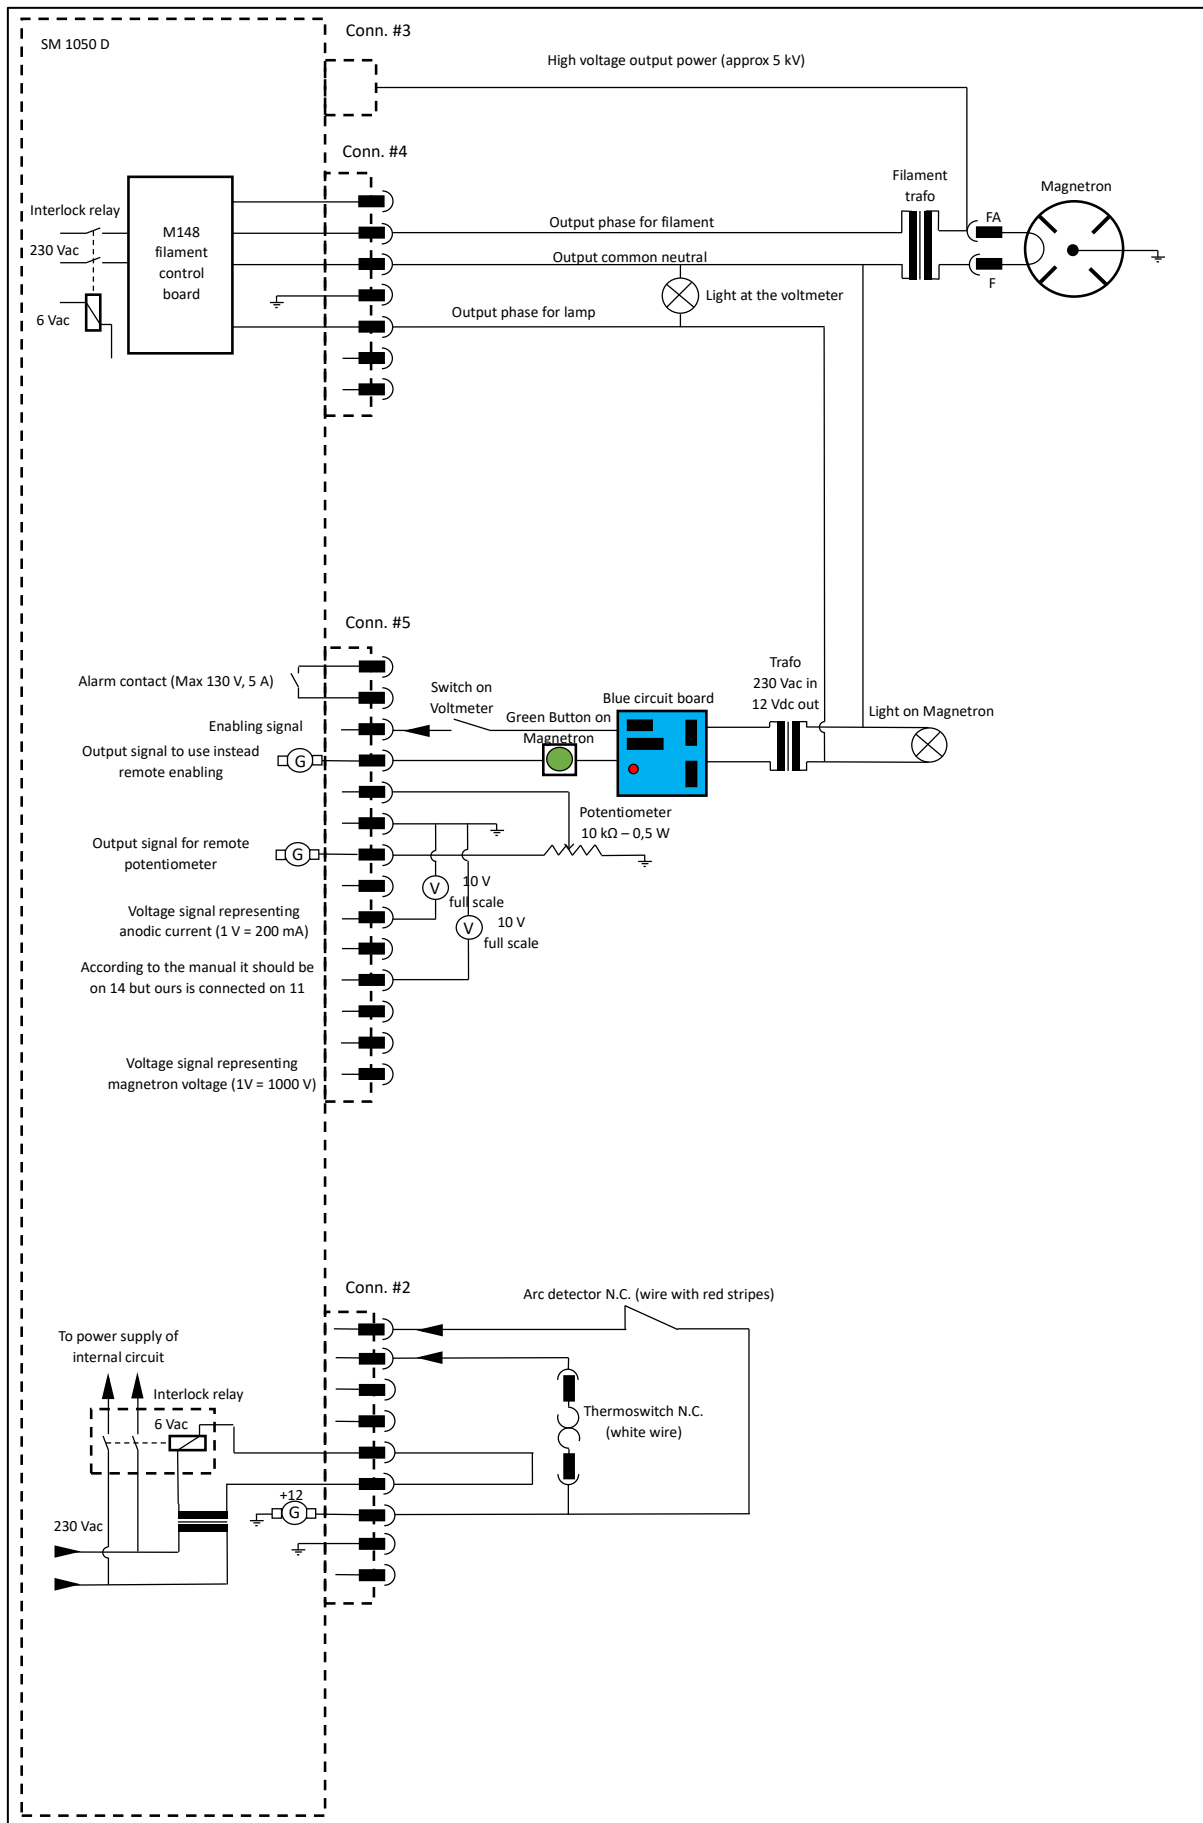 SM 1050 D
Conn. #3
High voltage output power (approx 5 kV)
Conn. #4
Filament
trafo
Magnetron
Interlock relay
M148
filament
control
board
230 Vac
6 Vac
Output phase for filament
FA
Output common neutral
F
Light at the voltmeter
Output phase for lamp
Conn. #5
Alarm contact (Max 130 V, 5 A)
Switch on
Voltmeter
Trafo
230 Vac in
12 Vdc out
Blue circuit board
Light on Magnetron
Enabling signal
Green Button on
Magnetron
Output signal to use instead
remote enabling
G
Potentiometer
10 kΩ – 0,5 W
Output signal for remote
potentiometer
G
V
10 V
full scale
Voltage signal representing
anodic current (1 V = 200 mA)
V
10 V
full scale
According to the manual it should be
on 14 but ours is connected on 11
Voltage signal representing
magnetron voltage (1V = 1000 V)
Conn. #2
Arc detector N.C. (wire with red stripes)
To power supply of
internal circuit
Interlock relay
6 Vac
Thermoswitch N.C.
(white wire)
+12
G
230 Vac